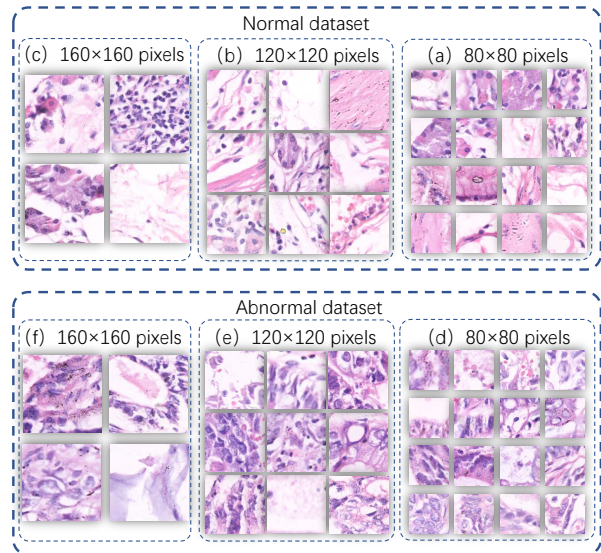 Normal dataset
(c) 160×160 pixels
(b) 120×120 pixels
(a) 80×80 pixels
Abnormal dataset
(f) 160×160 pixels
(e) 120×120 pixels
(d) 80×80 pixels